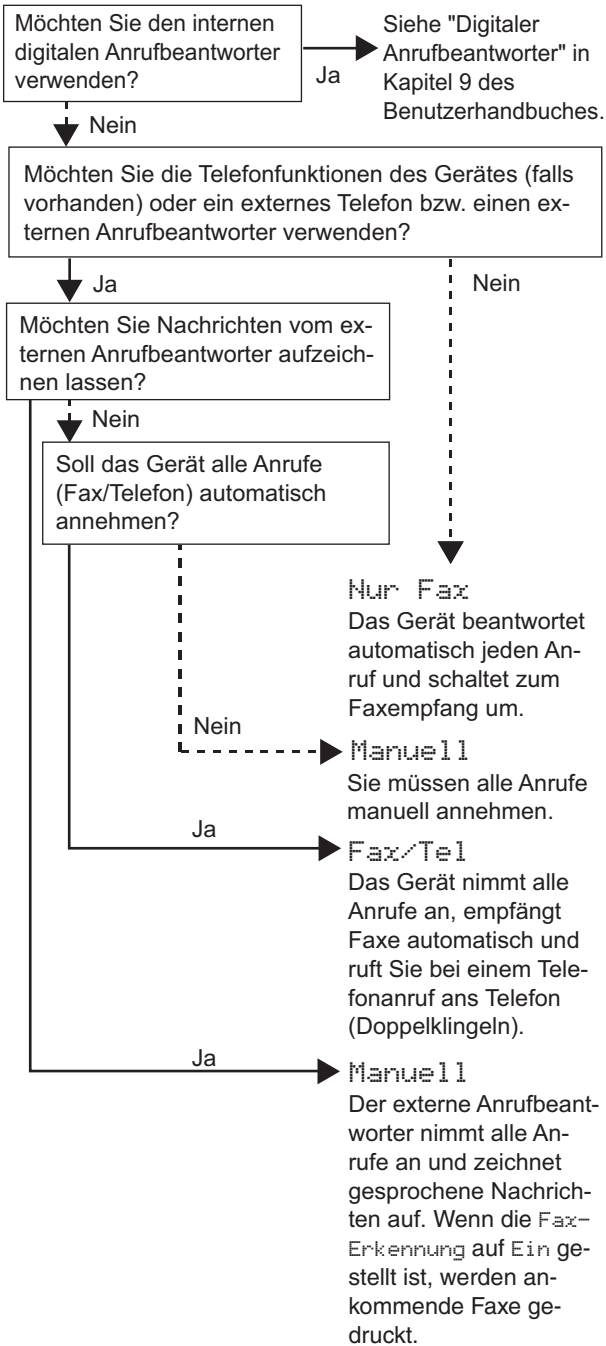 Möchten Sie den internen
digitalen Anrufbeantworter
verwenden?
Ja
Siehe "Digitaler
Anrufbeantworter" in
Kapitel 9 des
Benutzerhandbuches.
Nein
Möchten Sie die Telefonfunktionen des Gerätes (falls
vorhanden) oder ein externes Telefon bzw. einen ex-
ternen Anrufbeantworter verwenden?
Ja
Nein
Möchten Sie Nachrichten vom ex-
ternen Anrufbeantworter aufzeich-
nen lassen?
Nein
Soll das Gerät alle Anrufe
(Fax/Telefon) automatisch
annehmen?
Nur Fax
Das Gerät beantwortet
automatisch jeden An-
ruf und schaltet zum
Faxempfang um.
Nein
Manuell
Sie müssen alle Anrufe
manuell annehmen.
Ja
Fax/Tel
Das Gerät nimmt alle
Anrufe an, empfängt
Faxe automatisch und
ruft Sie bei einem Tele-
fonanruf ans Telefon
(Doppelklingeln).
Ja
Manuell
Der externe Anrufbeant-
worter nimmt alle An-
rufe an und zeichnet
gesprochene Nachrich-
ten auf. Wenn die Fax-
Erkennung auf Ein ge-
stellt ist, werden an-
kommende Faxe ge-
druckt.